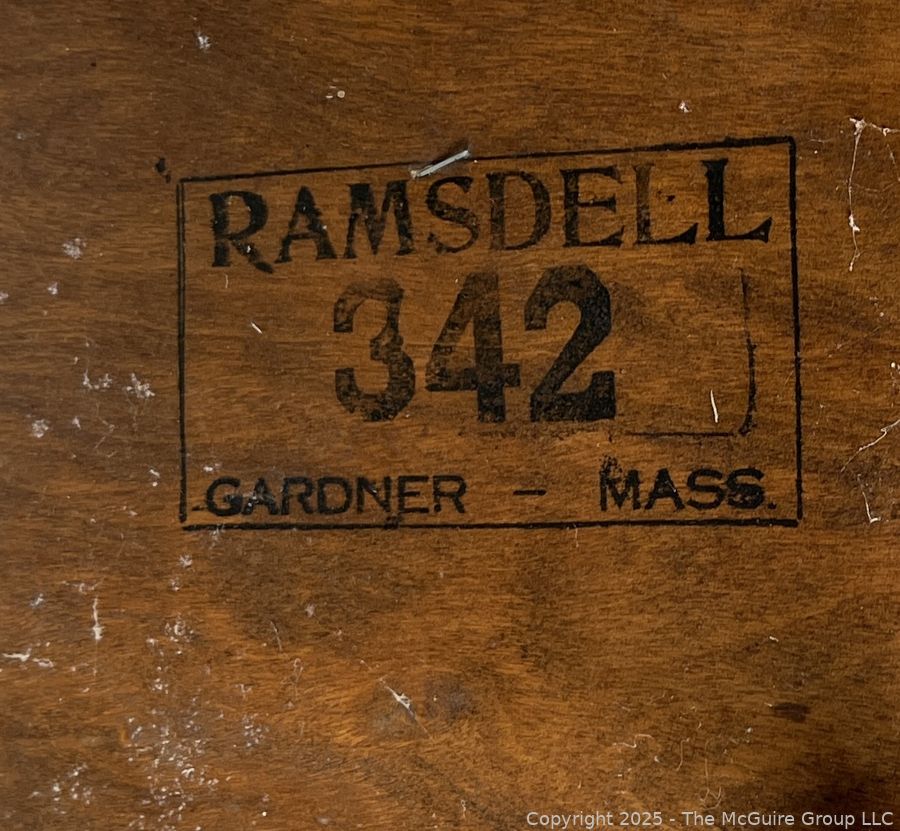 RAMSDELL
342
GARDNER - MASS.
Copyright 2025 - The McGuire Group LLC